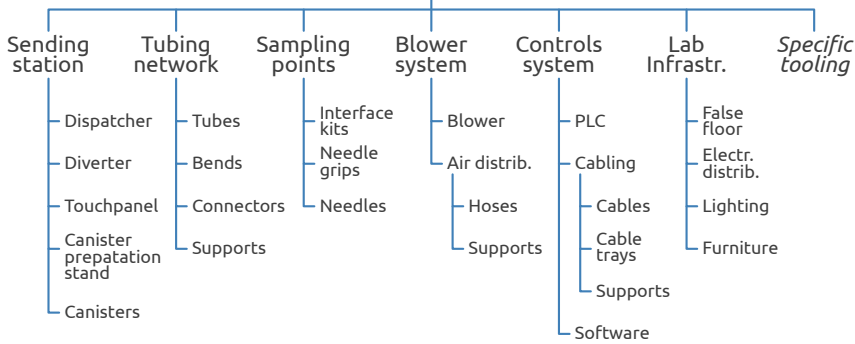 Sending
station
Dispatcher
Diverter
Touchpanel
Canister
prepatation
stand
Canisters
Tubing
network
Tubes
Bends
Connectors
Supports
Sampling
points
Interface
kits
Needle
grips
Needles
Blower
system
Blower
Air distrib.
Hoses
Supports
Controls
system
PLC
Cabling
Cables
Cable
trays
Supports
Software
Lab
Infrastr.
False
floor
Electr.
distrib.
Lighting
Furniture
Specific
tooling